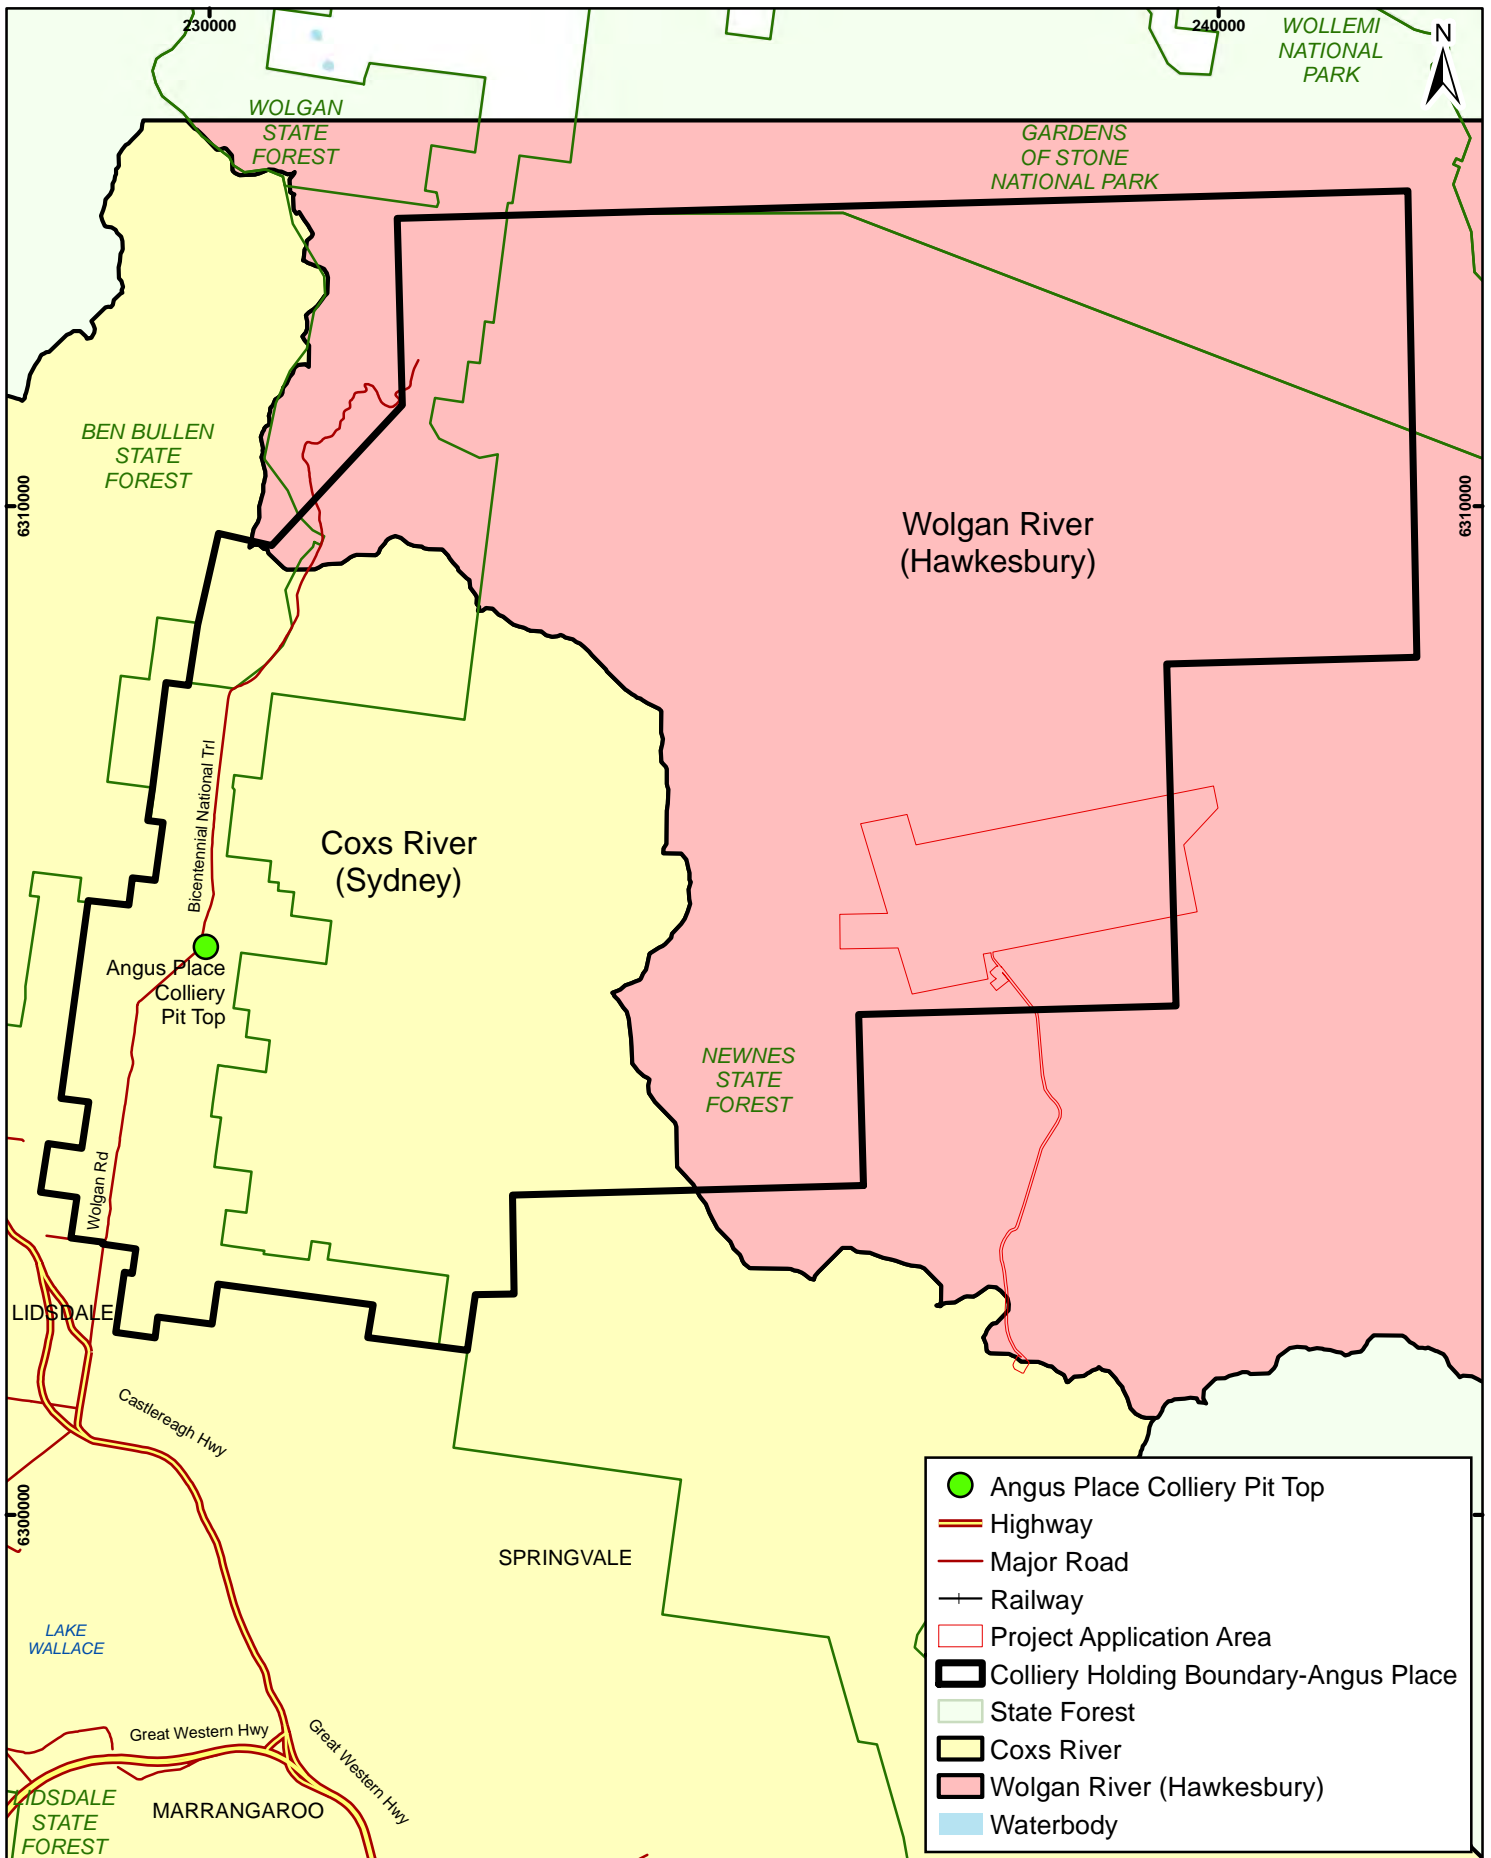 230000
240000
WOLLEMI
NATIONAL
PARK
N
WOLGAN
STATE
FOREST
GARDENS
OF STONE
NATIONAL PARK
BEN BULLEN
STATE
FOREST
6310000
6310000
Wolgan River
(Hawkesbury)
Bicentennial National Trl
Coxs River
(Sydney)
Angus Place
Colliery
Pit Top
NEWNES
STATE
FOREST
Wolgan Rd
LIDSDALE
Castlereagh Hwy
6300000
SPRINGVALE
LAKE
WALLACE
Great Western Hwy
Great Western Hwy
LIDSDALE
STATE
FOREST
MARRANGAROO
Angus Place Colliery Pit Top
Highway
Major Road
Railway
Project Application Area
Colliery Holding Boundary-Angus Place
State Forest
Coxs River
Wolgan River (Hawkesbury)
Waterbody